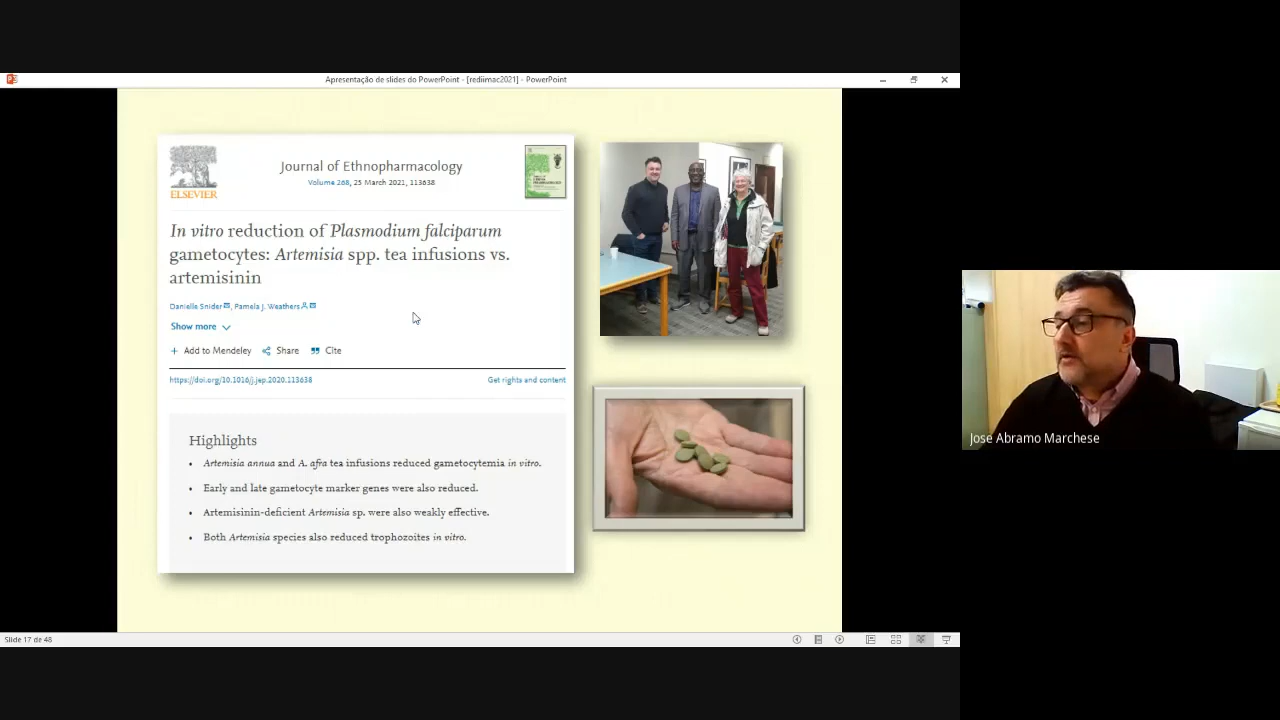 Apresentação de slides do PowerPoint - [rediimac2021] - PowerPoint
ELSEVIER
Journal of Ethnopharmacology
Volume 268, 25 March 2021, 113638
In vitro reduction of Plasmodium falciparum
gametocytes: Artemisia spp. tea infusions vs.
artemisinin
Danielle Snider, Pamela J. Weathers
Show more
+ Add to Mendeley Share Cite
https://doi.org/10.1016/j.jep.2020.113638 Get rights and content
Highlights
• Artemisia annua and A. afra tea infusions reduced gametocytemia in vitro.
• Early and late gametocyte marker genes were also reduced.
• Artemisinin-deficient Artemisia sp. were also weakly effective.
• Both Artemisia species also reduced trophozoites in vitro.
Jose Abramo Marchese
Slide 17 de 48